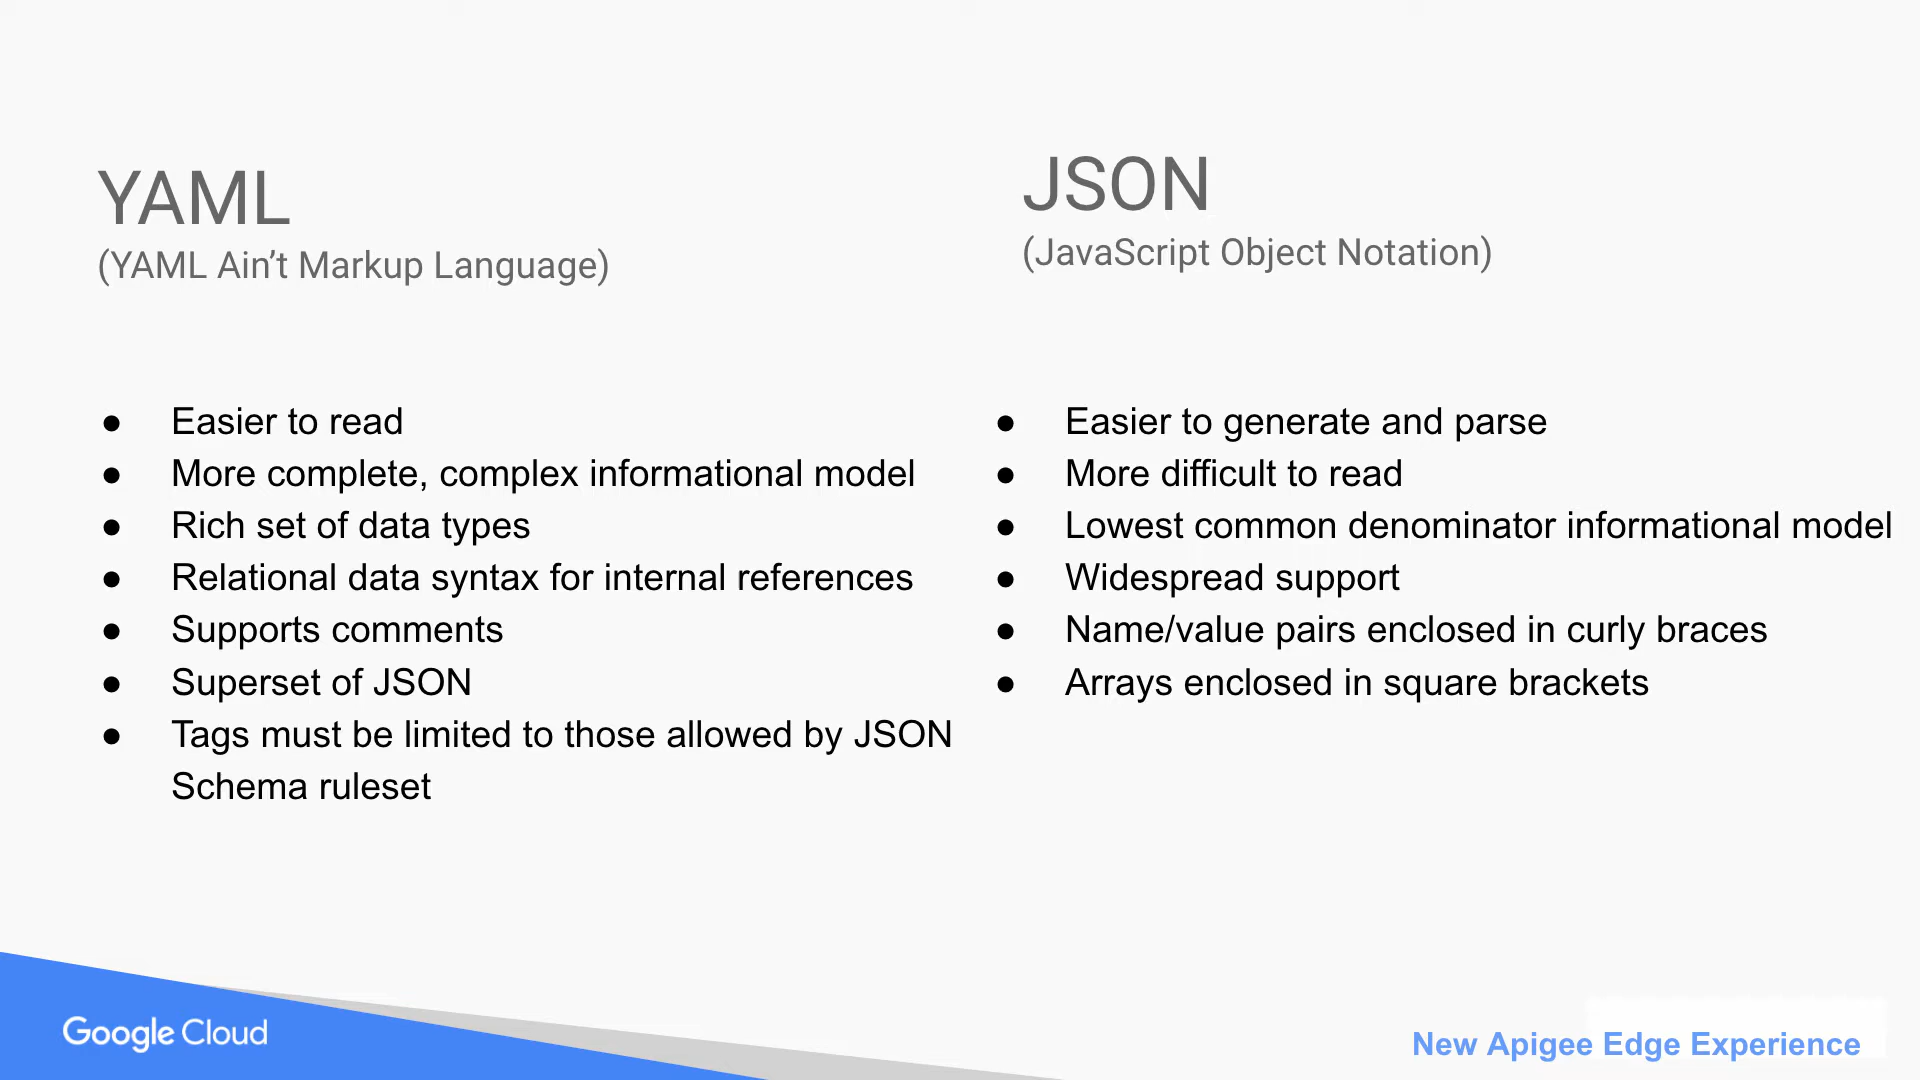 YAML
(YAML Ain’t Markup Language)
● Easier to read
● More complete, complex informational model
● Rich set of data types
● Relational data syntax for internal references
● Supports comments
● Superset of JSON
● Tags must be limited to those allowed by JSON
Schema ruleset
JSON
(JavaScript Object Notation)
● Easier to generate and parse
● More difficult to read
● Lowest common denominator informational model
● Widespread support
● Name/value pairs enclosed in curly braces
● Arrays enclosed in square brackets
Google Cloud
New Apigee Edge Experience